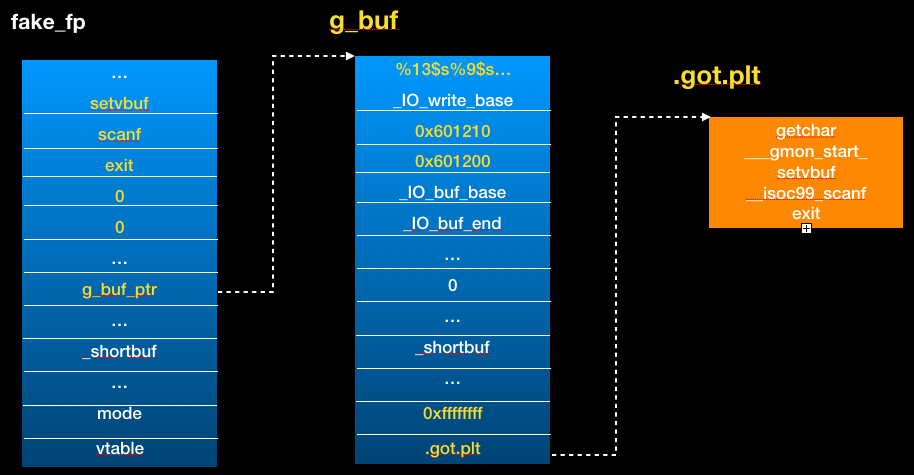 fake_fp
...
setvbuf
scanf
exit
0
0
...
g_buf_ptr
...
_shortbuf
...
mode
vtable
g_buf
%13$s%9$s...
_IO_write_base
0x601210
0x601200
_IO_buf_base
_IO_buf_end
...
0
...
_shortbuf
...
0xffffffff
.got.plt
.got.plt
getchar
___gmon_start_
setvbuf
__isoc99_scanf
exit